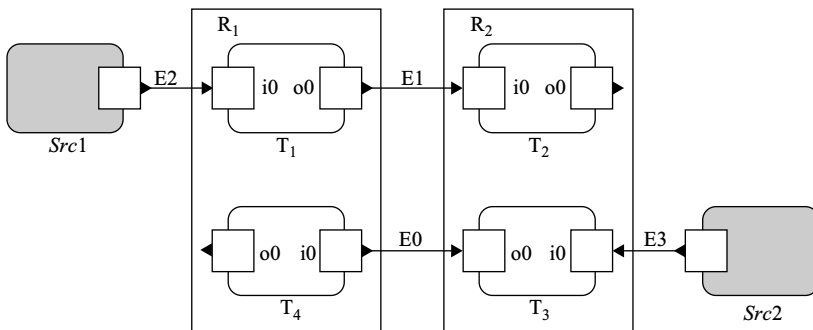 R1 R2
E2 i0 o0 E1 i0 o0
Src1 T1 T2
o0 i0 E0 o0 i0 E3
T4 T3 Src2